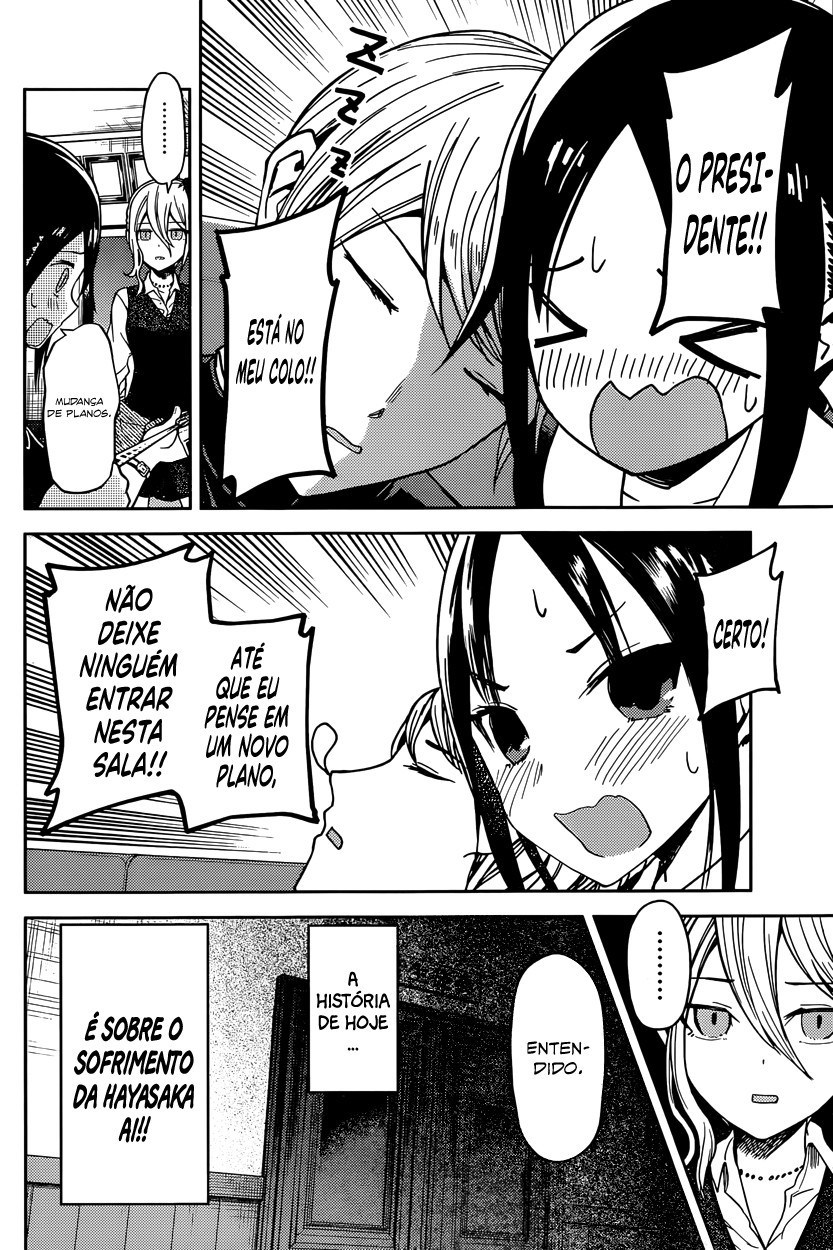 O PRESI-
DENTE!!
Z
Z
Z
Z
ESTÁ NO
MEU COLO!!
........
MUDANÇA
DE PLANOS.
CERTO!
ATÉ
QUE EU
PENSE EM
UM NOVO
PLANO,
NÃO
DEIXE
NINGUÉM
ENTRAR
NESTA
SALA!!
........
ENTEN-
DIDO.
A
HISTÓRIA
DE HOJE
...
É SOBRE O
SOFRIMENTO
DA HAYASAKA
AI!!